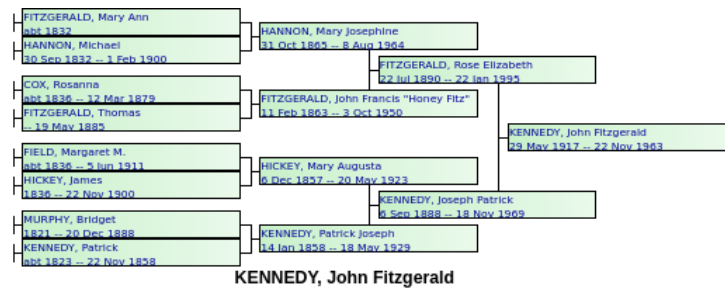 FITZGERALD, Mary Ann
abt 1832
HANNON, Michael
30 Sep 1832 -- 1 Feb 1900
COX, Rosanna
abt 1836 -- 12 Mar 1879
FITZGERALD, Thomas
-- 19 May 1885
FIELD, Margaret M.
abt 1836 -- 5 Jun 1911
HICKEY, James
1836 -- 22 Nov 1900
MURPHY, Bridget
1821 -- 20 Dec 1888
KENNEDY, Patrick
abt 1823 -- 22 Nov 1858
HANNON, Mary Josephine
31 Oct 1865 -- 8 Aug 1964
FITZGERALD, John Francis "Honey Fitz"
11 Feb 1863 -- 3 Oct 1950
HICKEY, Mary Augusta
6 Dec 1857 -- 20 May 1923
KENNEDY, Patrick Joseph
14 Jan 1858 -- 18 May 1929
FITZGERALD, Rose Elizabeth
22 Jul 1890 -- 22 Jan 1995
KENNEDY, Joseph Patrick
6 Sep 1888 -- 18 Nov 1969
KENNEDY, John Fitzgerald
29 May 1917 -- 22 Nov 1963
KENNEDY, John Fitzgerald